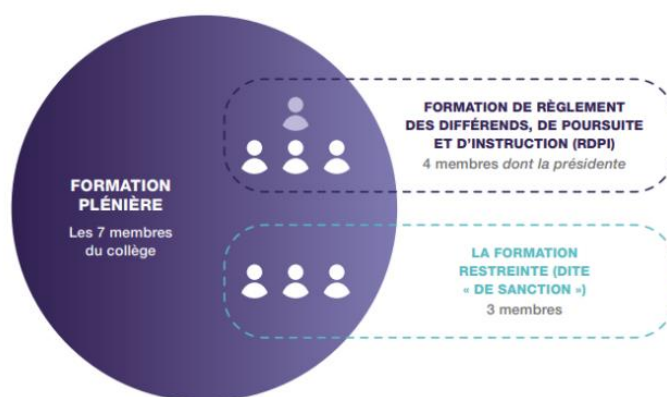 FORMATION
PLÉNIÈRE
Les 7 membres
du collège
FORMATION DE RÈGLEMENT
DES DIFFÉRENDS, DE POURSUITE
ET D'INSTRUCTION (RDPI)
4 membres dont la présidente
LA FORMATION
RESTREINTE (DITE
« DE SANCTION »)
3 membres